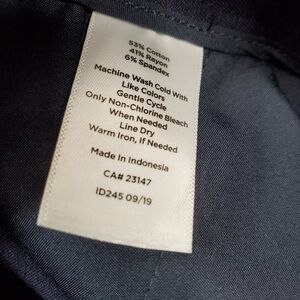 53% Cotton
41% Rayon
6% Spandex
Machine Wash Cold With
Like Colors
Gentle Cycle
Only Non-Chlorine Bleach
When Needed
Line Dry
Warm Iron, If Needed
Made In Indonesia
CA# 23147
ID245 09/19